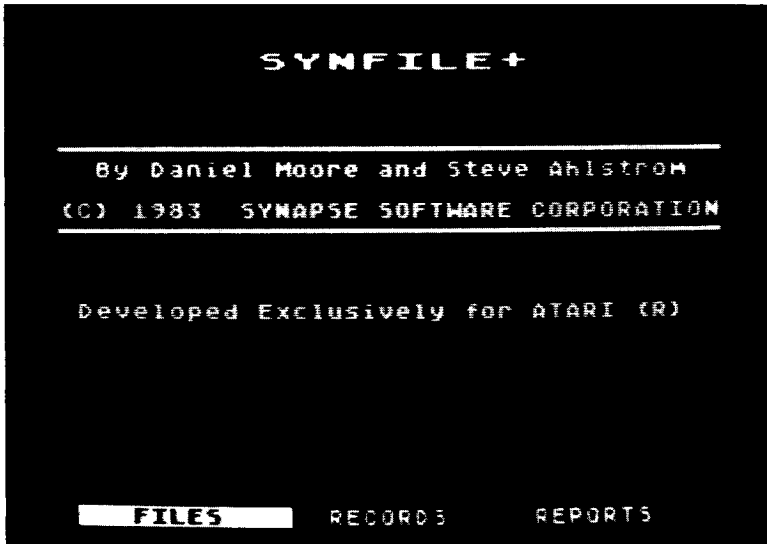 SYNFILE+
By Daniel Moore and Steve Ahlstrom
(C) 1983 SYNAPSE SOFTWARE CORPORATION
Developed Exclusively for ATARI (R)
FILES RECORDS REPORTS